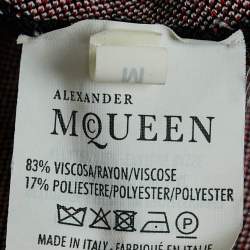 M
ALEXANDER
McQUEEN
83% VISCOSA/RAYON/VISCOSE
17% POLIESTERE/POLYESTER/POLYESTER
P
MADE IN ITALY - FABRIQUÉ EN ITALIE